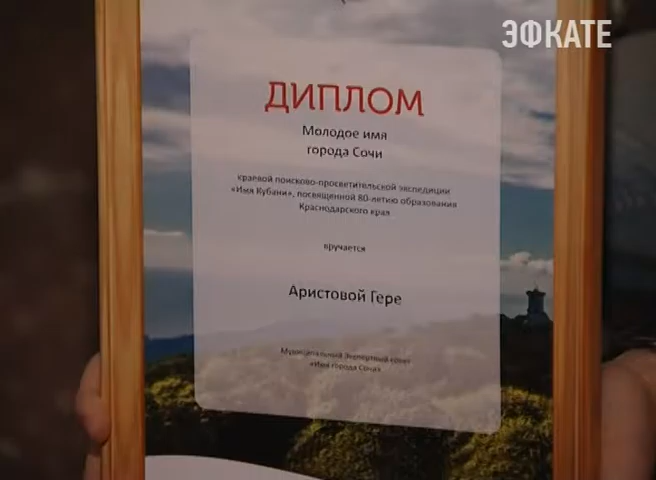 ЭФКАТЕ
ДИПЛОМ
Молодое имя
города Сочи
краевой поисково-просветительской экспедиции
«Имя Кубани», посвященной 80-летию образования
Краснодарского края
вручается
Аристовой Гере
Муниципальный Экспертный совет
«Имя города Сочи»